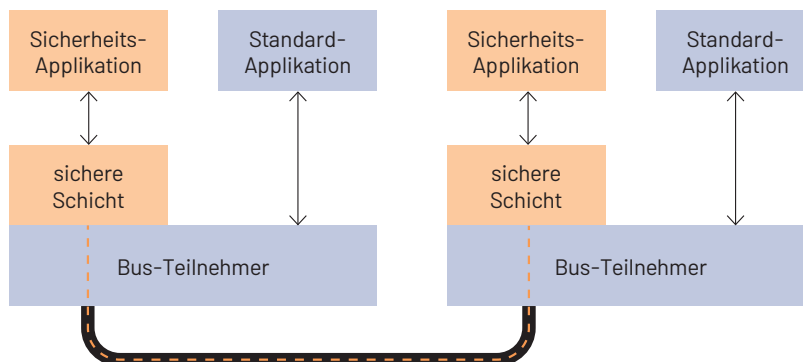 Sicherheits-
Applikation
Standard-
Applikation
Sicherheits-
Applikation
Standard-
Applikation
sichere
Schicht
sichere
Schicht
Bus-Teilnehmer
Bus-Teilnehmer